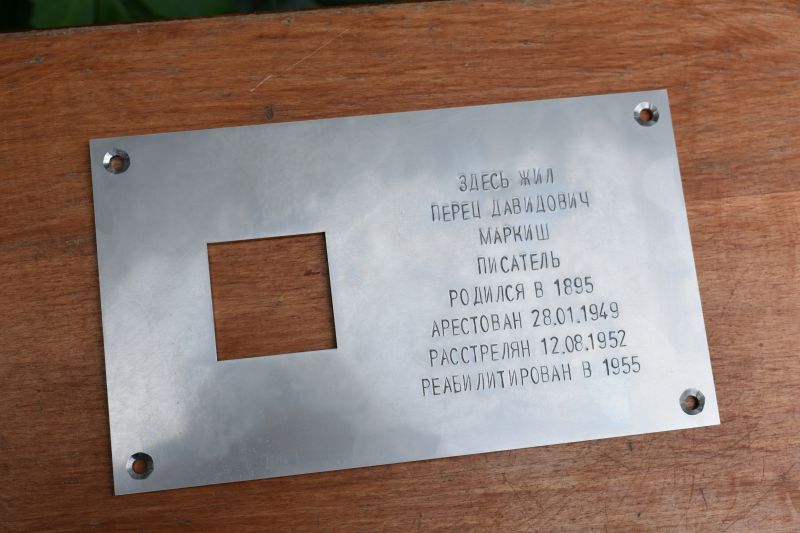 ЗДЕСЬ ЖИЛ
ПЕРЕЦ ДАВИДОВИЧ
МАРКИШ
ПИСАТЕЛЬ
РОДИЛСЯ В 1895
АРЕСТОВАН 28.01.1949
РАССТРЕЛЯН 12.08.1952
РЕАБИЛИТИРОВАН В 1955